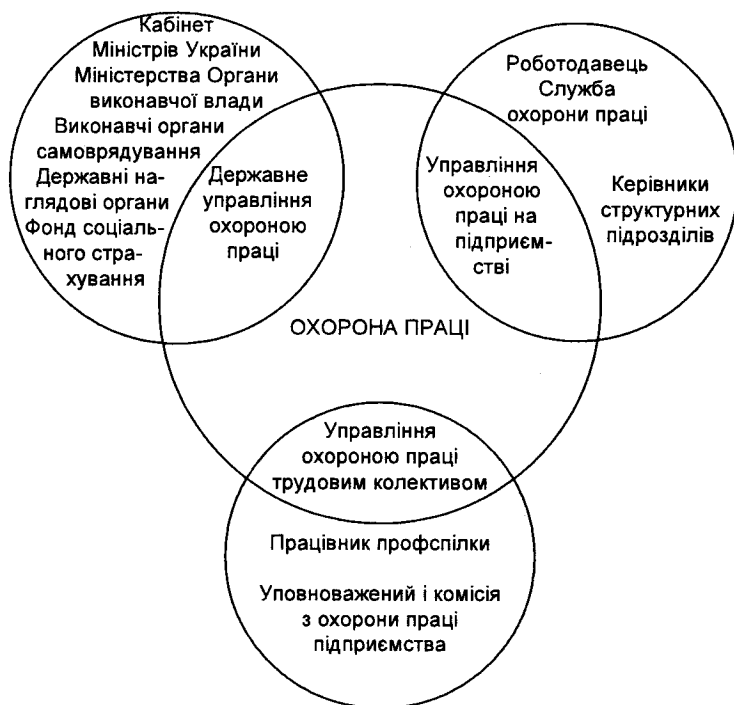 Кабінет
Міністрів України
Міністерства Органи
виконавчої влади
Виконавчі органи
самоврядування
Державні на-
глядові органи
Фонд соціаль-
ного стра-
хування
Державне
управління
охороною
праці
Роботодавець
Служба
охорони праці
Управління
охороною
праці на
підприєм-
стві
Керівники
структурних
підрозділів
ОХОРОНА ПРАЦІ
Управління
охороною праці
трудовим колективом
Працівник профспілки
Уповноважений і комісія
з охорони праці
підприємства